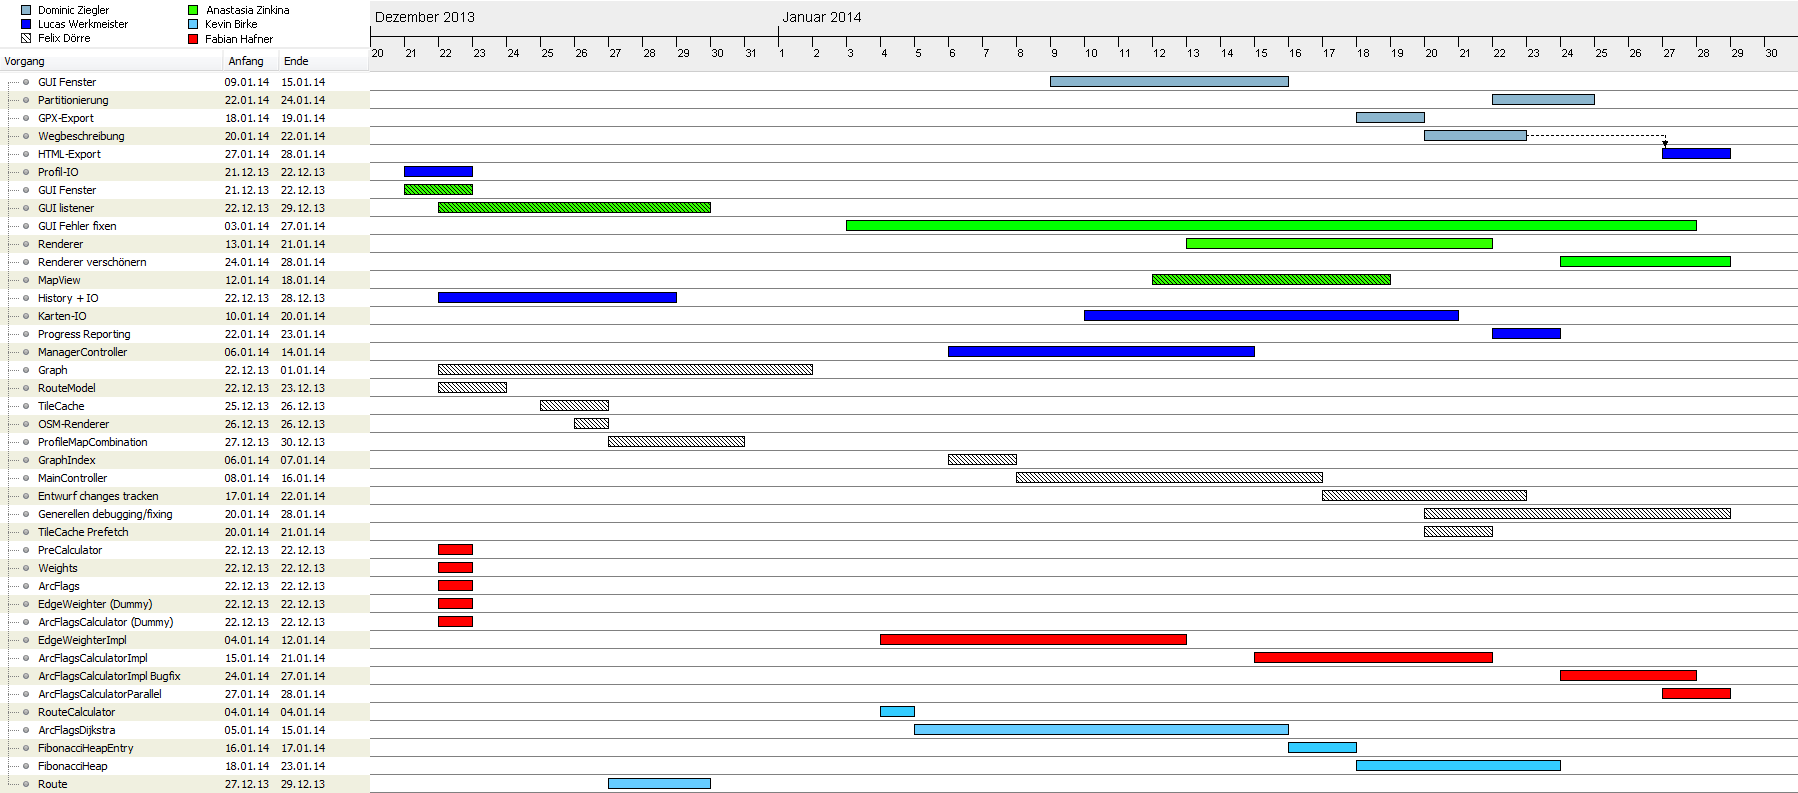 Dominic Ziegler Anastasia Zinkina
Lucas Werkmeister Kevin Birke
Felix Dörre Fabian Hafner
Dezember 2013 Januar 2014
20 21 22 23 24 25 26 27 28 29 30 31 1 2 3 4 5 6 7 8 9 10 11 12 13 14 15 16 17 18 19 20 21 22 23 24 25 26 27 28 29 30
Vorgang Anfang Ende
GUI Fenster 09.01.14 15.01.14
Partitionierung 22.01.14 24.01.14
GPX-Export 18.01.14 19.01.14
Wegbeschreibung 20.01.14 22.01.14
HTML-Export 27.01.14 28.01.14
Profil-IO 21.12.13 22.12.13
GUI Fenster 21.12.13 22.12.13
GUI listener 22.12.13 29.12.13
GUI Fehler fixen 03.01.14 27.01.14
Renderer 13.01.14 21.01.14
Renderer verschönern 24.01.14 28.01.14
MapView 12.01.14 18.01.14
History + IO 22.12.13 28.12.13
Karten-IO 10.01.14 20.01.14
Progress Reporting 22.01.14 23.01.14
ManagerController 06.01.14 14.01.14
Graph 22.12.13 01.01.14
RouteModel 22.12.13 23.12.13
TileCache 25.12.13 26.12.13
OSM-Renderer 26.12.13 26.12.13
ProfileMapCombination 27.12.13 30.12.13
GraphIndex 06.01.14 07.01.14
MainController 08.01.14 16.01.14
Entwurf changes tracken 17.01.14 22.01.14
Generellen debugging/fixing 20.01.14 28.01.14
TileCache Prefetch 20.01.14 21.01.14
PreCalculator 22.12.13 22.12.13
Weights 22.12.13 22.12.13
ArcFlags 22.12.13 22.12.13
EdgeWeighter (Dummy) 22.12.13 22.12.13
ArcFlagsCalculator (Dummy) 22.12.13 22.12.13
EdgeWeighterImpl 04.01.14 12.01.14
ArcFlagsCalculatorImpl 15.01.14 21.01.14
ArcFlagsCalculatorImpl Bugfix 24.01.14 27.01.14
ArcFlagsCalculatorParallel 27.01.14 28.01.14
RouteCalculator 04.01.14 04.01.14
ArcFlagsDijkstra 05.01.14 15.01.14
FibonacciHeapEntry 16.01.14 17.01.14
FibonacciHeap 18.01.14 23.01.14
Route 27.12.13 29.12.13